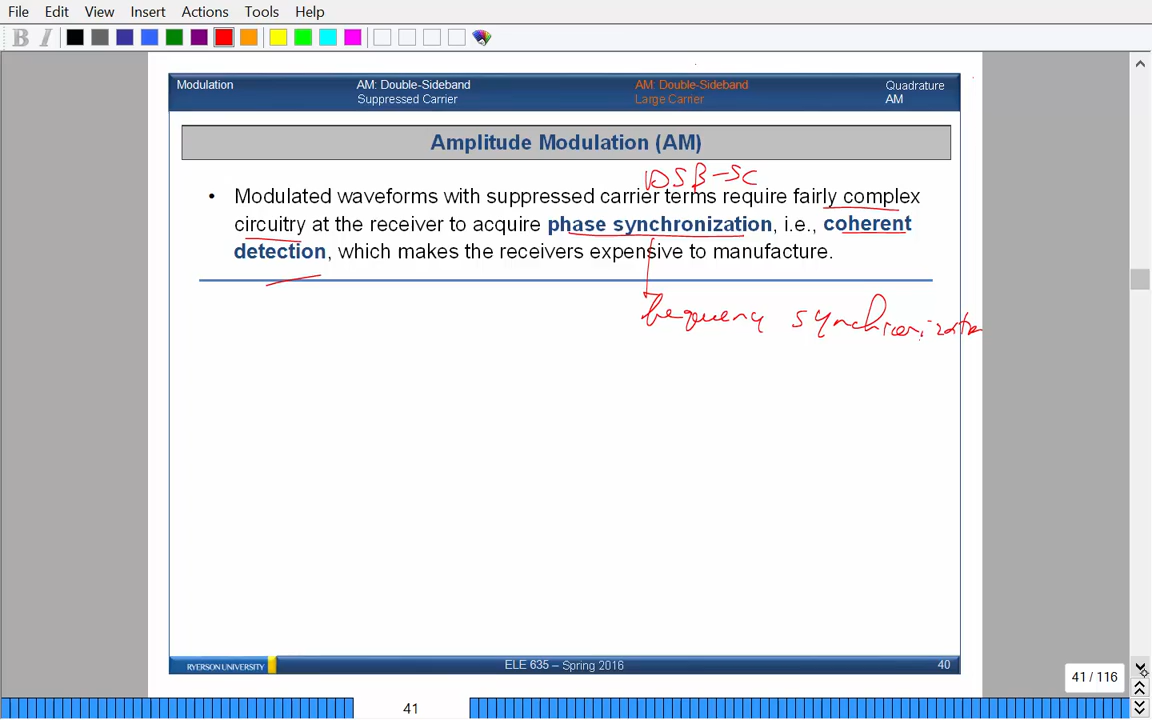 File Edit View Insert Actions Tools Help
B I
Modulation
AM: Double-Sideband
Suppressed Carrier
AM: Double-Sideband
Large Carrier
Quadrature
AM
Amplitude Modulation (AM)
DSB-SC
• Modulated waveforms with suppressed carrier terms require fairly complex
circuitry at the receiver to acquire phase synchronization, i.e., coherent
detection, which makes the receivers expensive to manufacture.
frequency synchronization
RYERSON UNIVERSITY
ELE 635 – Spring 2016
40
41 / 116
41